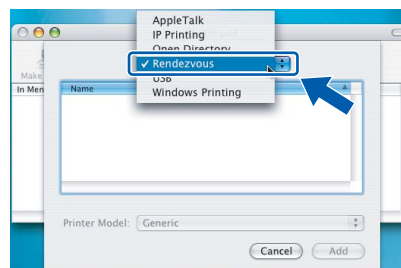 AppleTalk
IP Printing
Open Directory
✓ Rendezvous
USB
Windows Printing
Make
In Men
Name
Printer Model: Generic
Cancel Add